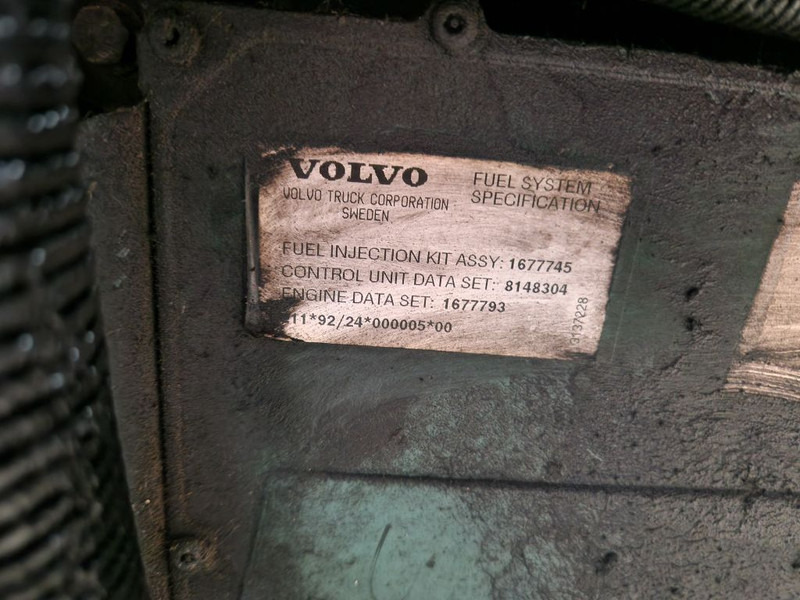 VOLVO
VOLVO TRUCK CORPORATION
SWEDEN
FUEL SYSTEM
SPECIFICATION
FUEL INJECTION KIT ASSY: 1677745
CONTROL UNIT DATA SET: 8148304
ENGINE DATA SET: 1677793
11*92/24*000005*00
3137228